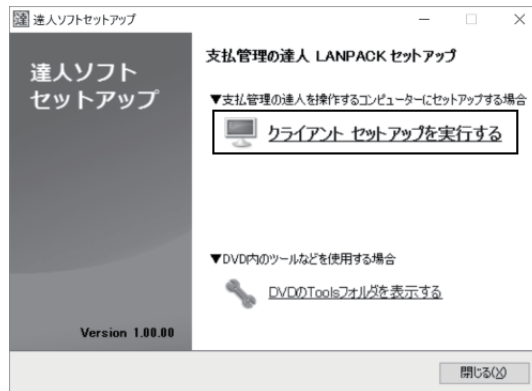 達人ソフトセットアップ
達人ソフト
セットアップ
Version 1.00.00
支払管理の達人 LANPACK セットアップ
▼支払管理の達人を操作するコンピューターにセットアップする場合
クライアント セットアップを実行する
▼DVD内のツールなどを使用する場合
DVDのToolsフォルダを表示する
閉じる(X)